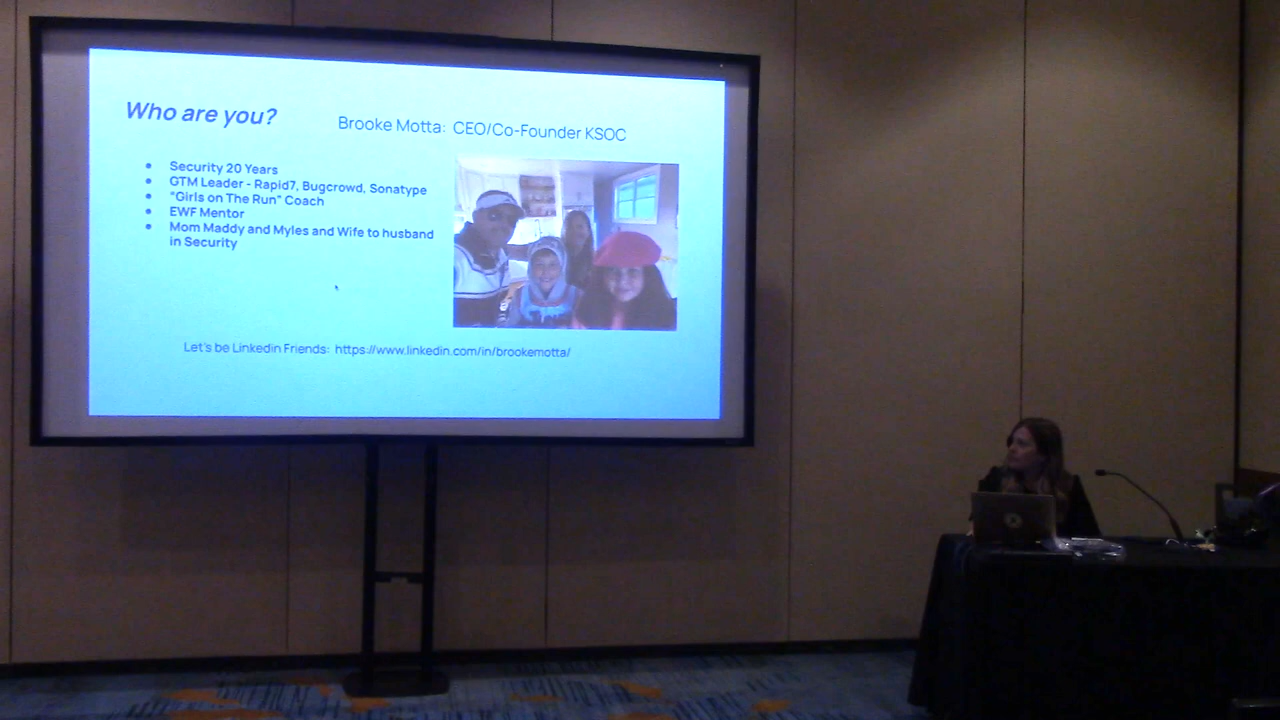 Who are you?
Brooke Motta: CEO/Co-Founder KSOC
Security 20 Years
GTM Leader - Rapid7, Bugcrowd, Sonatype
"Girls on The Run" Coach
EWF Mentor
Mom Maddy and Myles and Wife to husband
in Security
Let's be Linkedin Friends: https://www.linkedin.com/in/brookemotta/